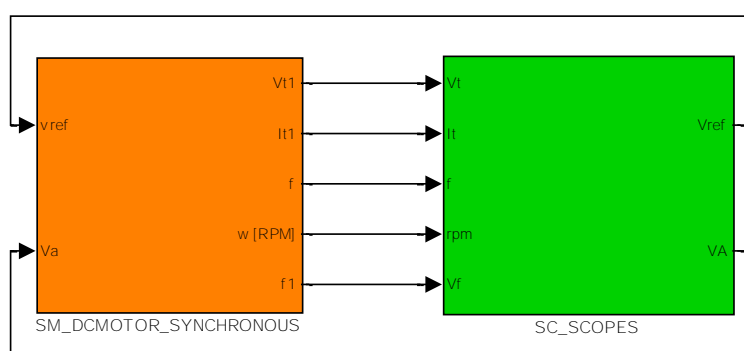 Vt1
Vt
vref
It1
It
Vref
f
f
w [RPM]
rpm
Va
VA
f1
Vf
SM_DCMOTOR_SYNCHRONOUS
SC_SCOPES